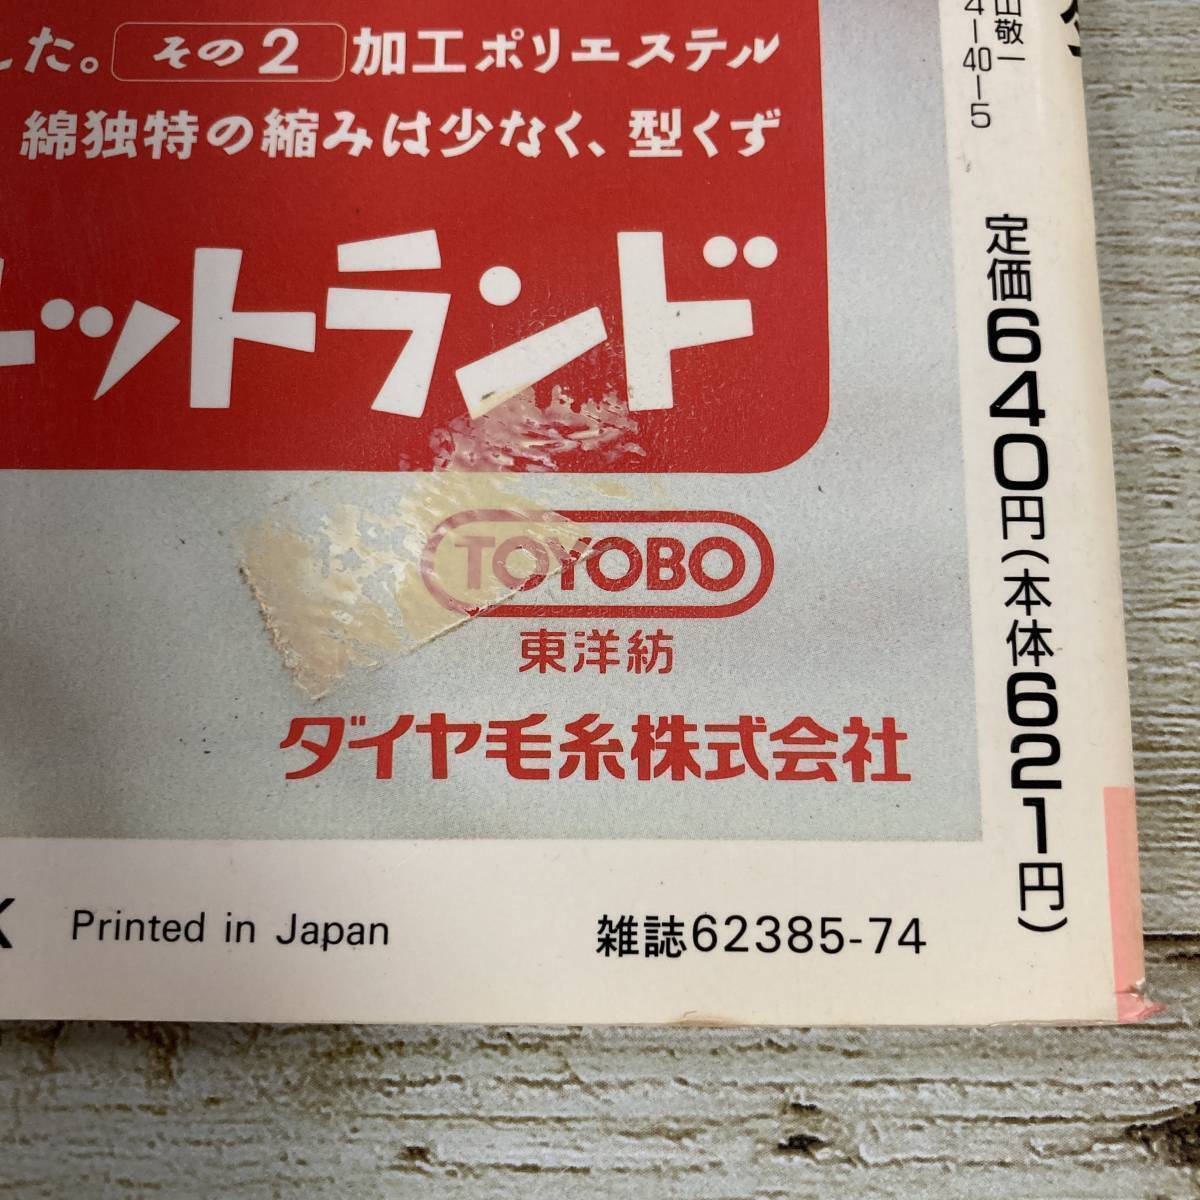 した。 その2 加工ポリエステル
綿独特の縮みは少なく、型くず
ットランド
TOYOBO
東洋紡
ダイヤ毛糸株式会社
Printed in Japan
雑誌62385-74
山敬一
4-40-5
定価640円(本体621円)